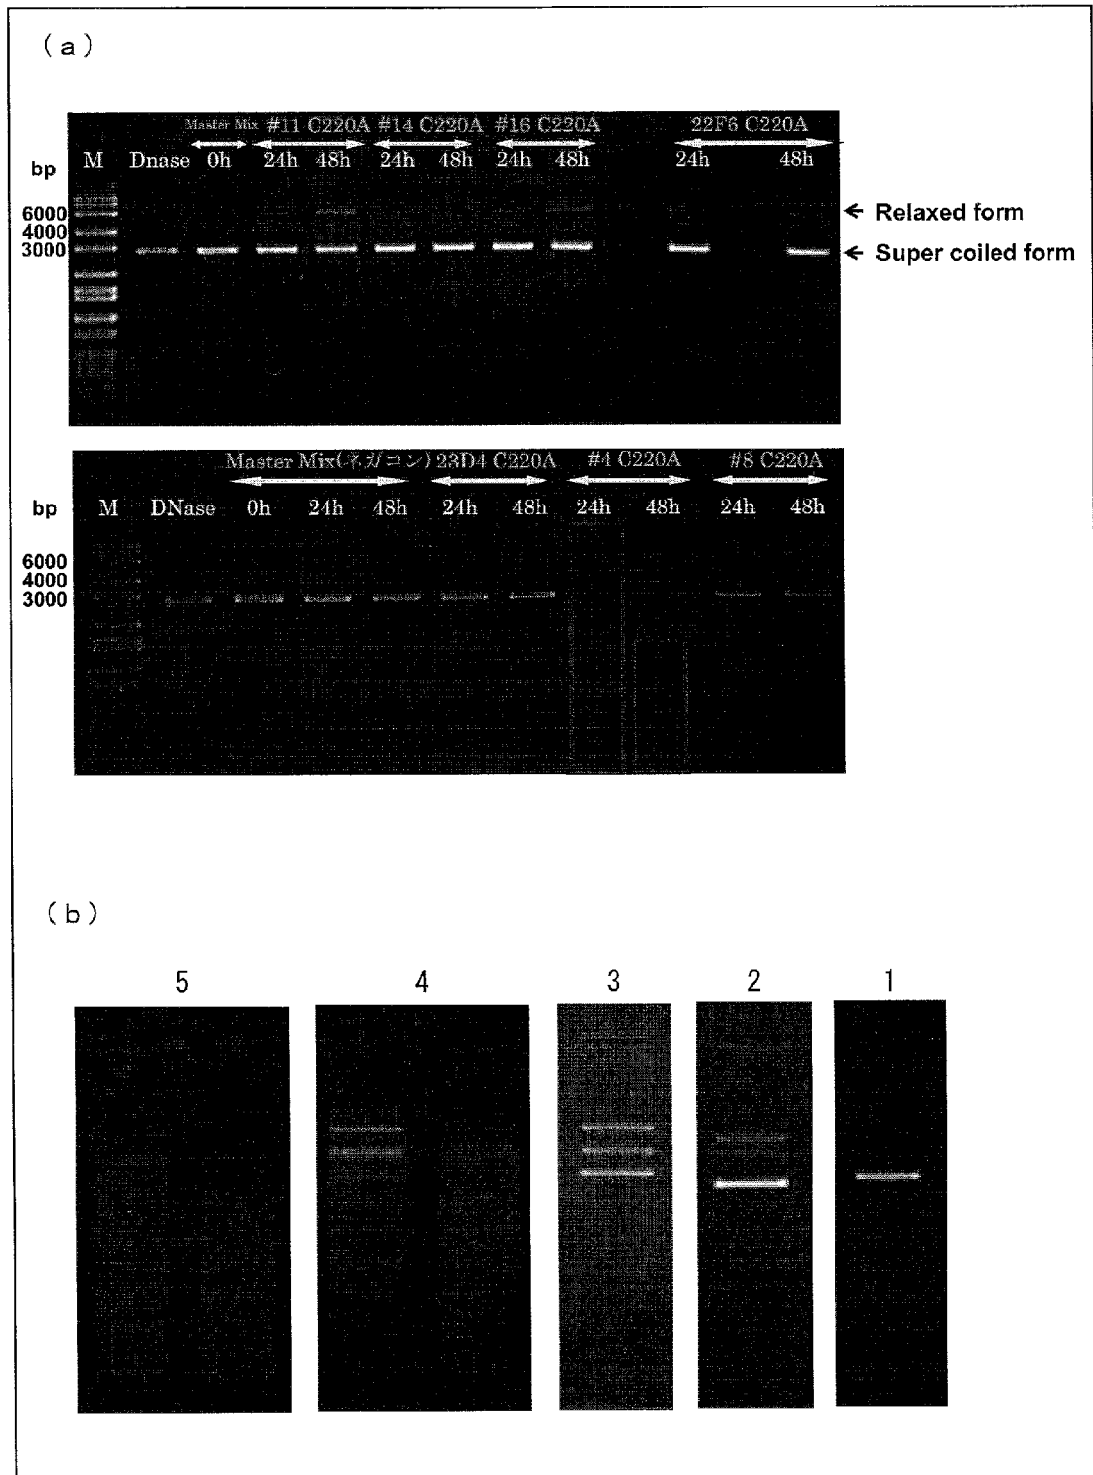 (a)
Master Mix #11 C220A #14 C220A #16 C220A 22F6 C220A
bp M Dnase 0h 24h 48h 24h 48h 24h 48h 24h 48h
6000 Relaxed form
4000
3000 Super coiled form
Master Mix(ネガコン) 23D4 C220A #4 C220A #8 C220A
bp M DNase 0h 24h 48h 24h 48h 24h 48h 24h 48h
6000
4000
3000
(b)
5 4 3 2 1